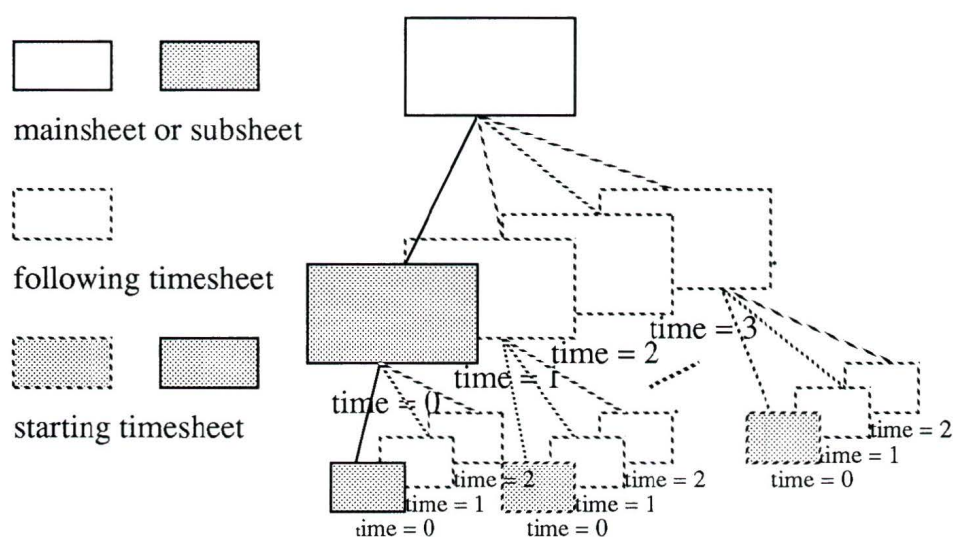 mainsheet or subsheet
following timesheet
starting timesheet
time = 3
time = 2
time = 1
time = 0
time = 2
time = 1
time = 0
time = 2
time = 1
time = 0
time = 2
time = 1
time = 0